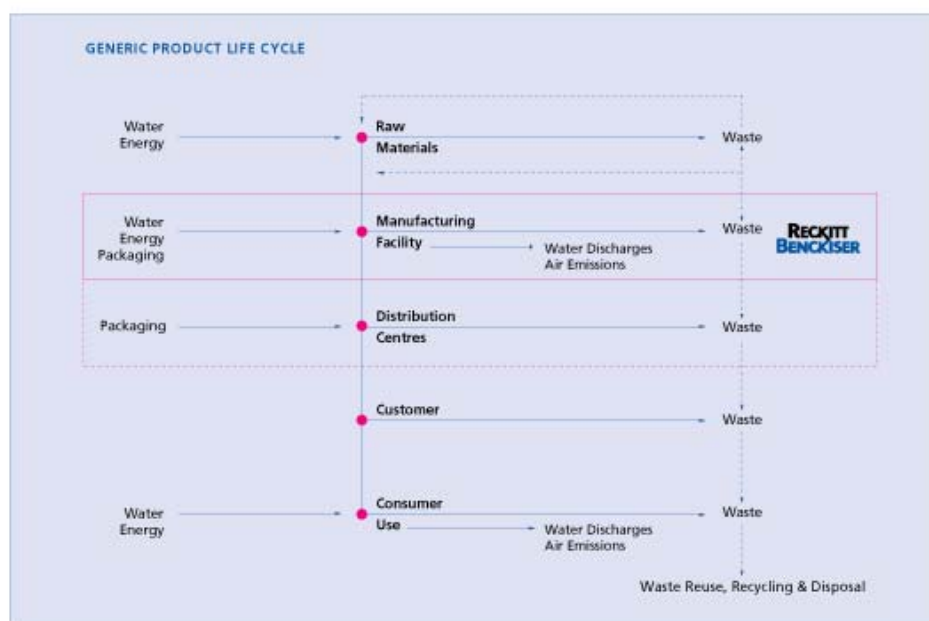 GENERIC PRODUCT LIFE CYCLE
Water
Energy
Raw
Materials
Waste
Water
Energy
Packaging
Manufacturing
Facility
Water Discharges
Air Emissions
Waste
RECKITT
BENCKISER
Packaging
Distribution
Centres
Waste
Customer
Waste
Water
Energy
Consumer
Use
Water Discharges
Air Emissions
Waste
Waste Reuse, Recycling & Disposal